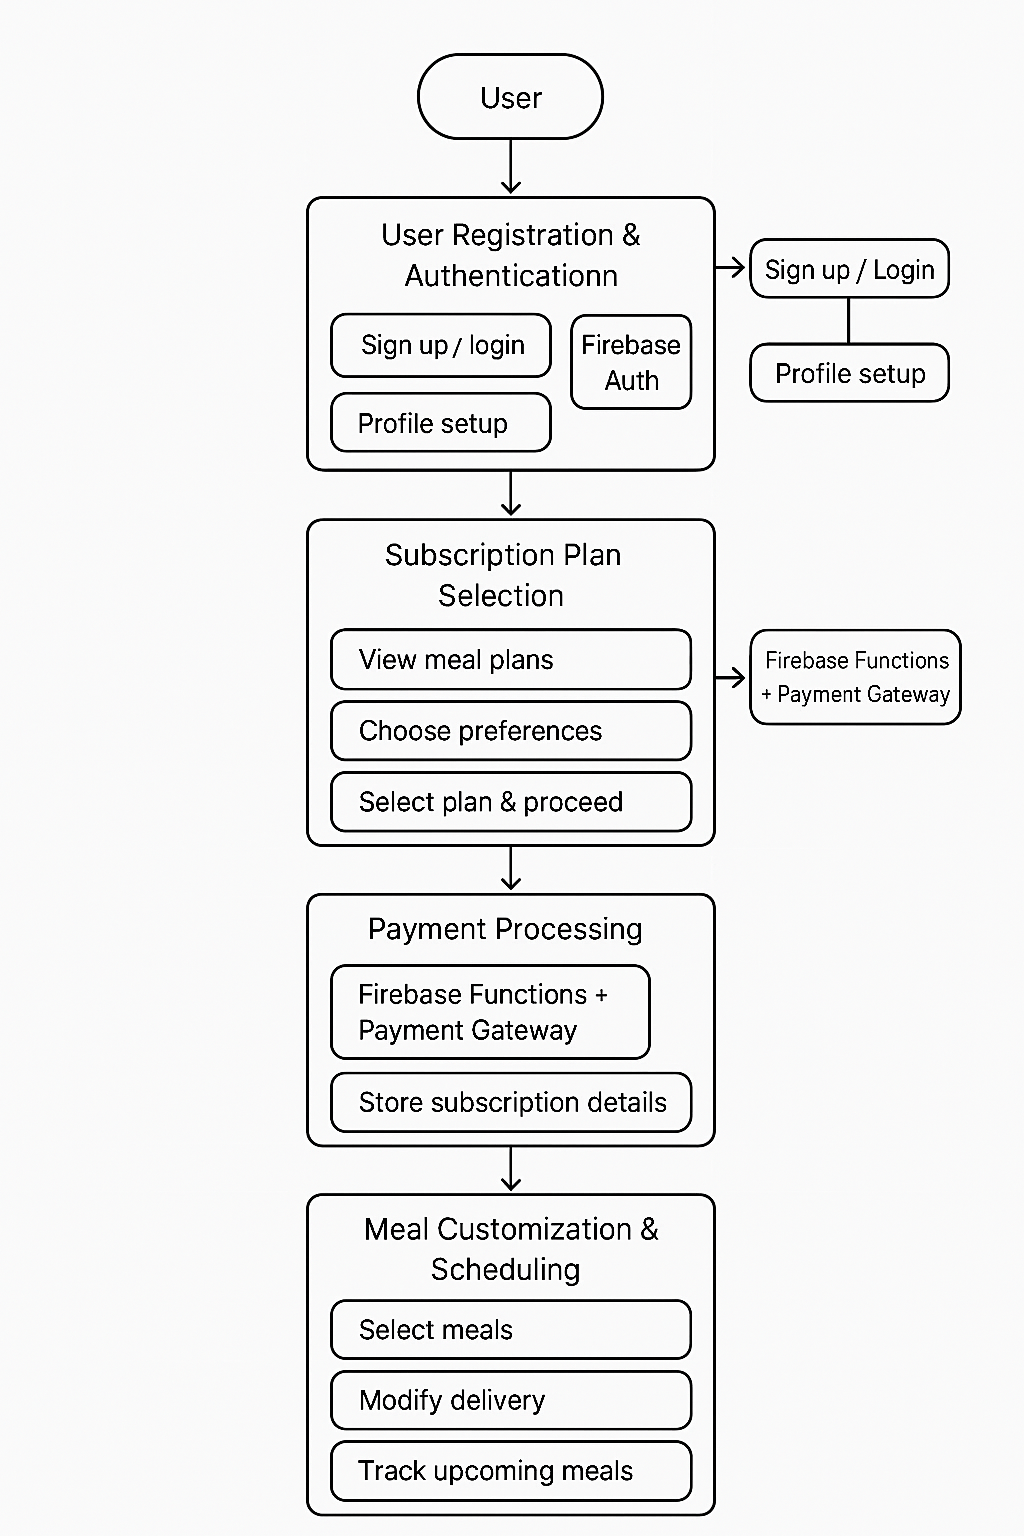 User
User Registration &
Authenticationn
Sign up / login
Firebase
Auth
Profile setup
Sign up / Login
Profile setup
Subscription Plan
Selection
View meal plans
Choose preferences
Select plan & proceed
Firebase Functions
+ Payment Gateway
Payment Processing
Firebase Functions +
Payment Gateway
Store subscription details
Meal Customization &
Scheduling
Select meals
Modify delivery
Track upcoming meals